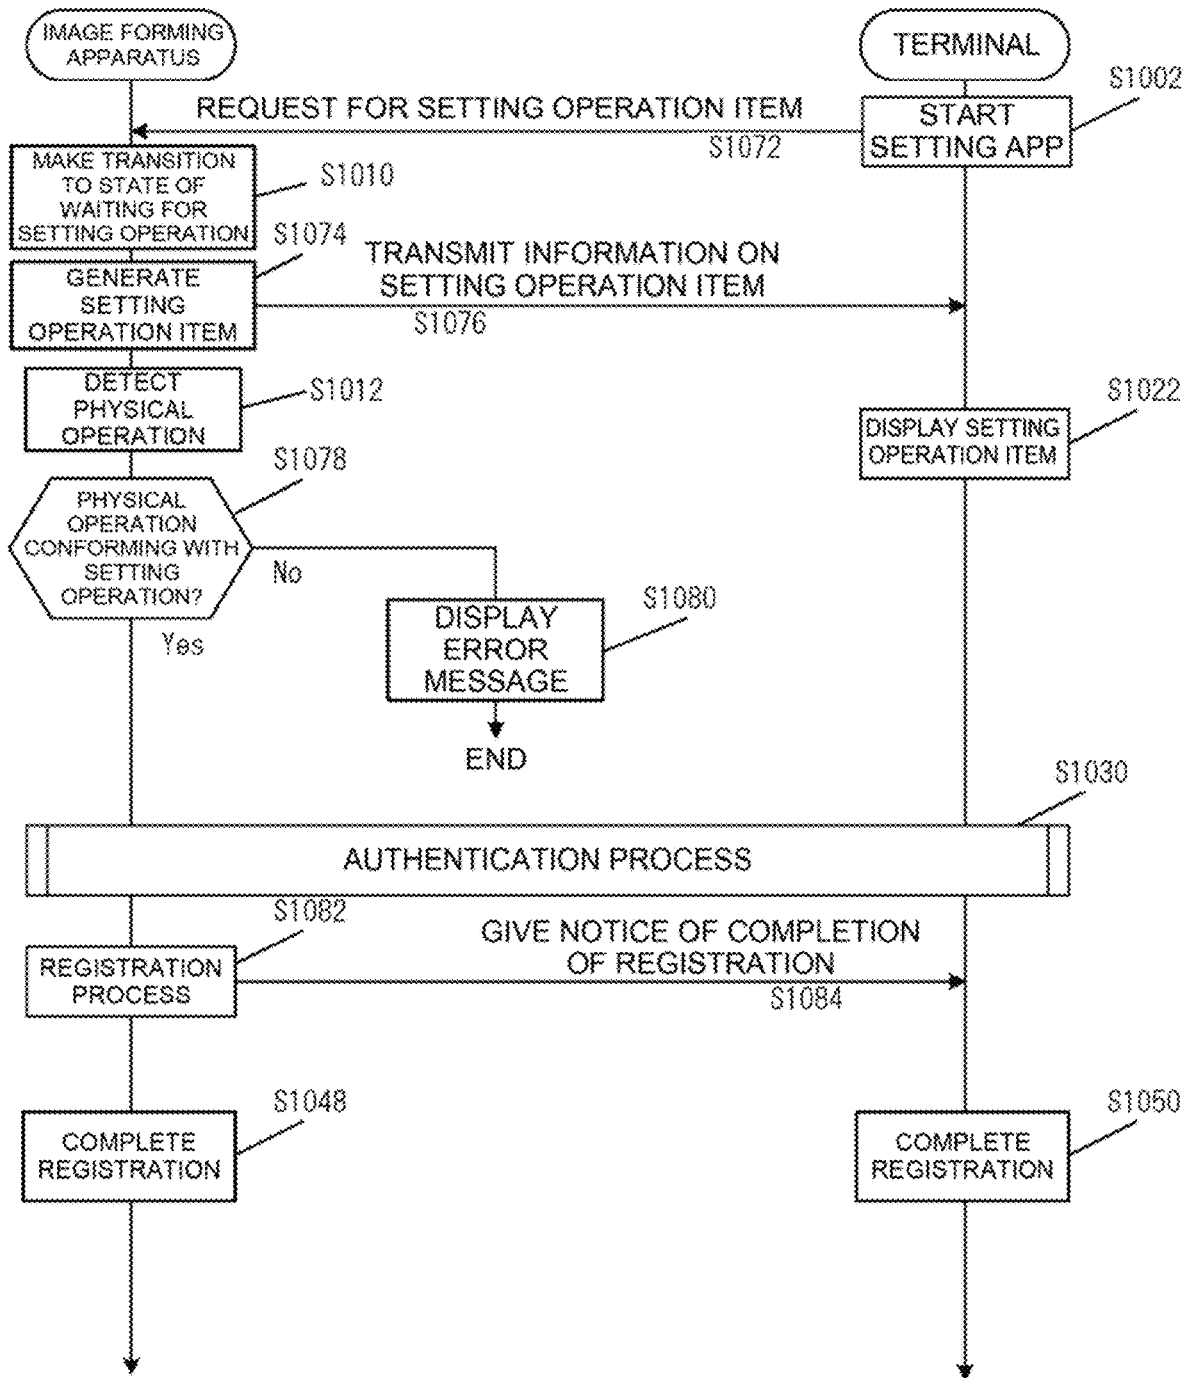 IMAGE FORMING
APPARATUS
TERMINAL
S1002
REQUEST FOR SETTING OPERATION ITEM
S1072
START
SETTING APP
MAKE TRANSITION
TO STATE OF
WAITING FOR
SETTING OPERATION
S1010
S1074
GENERATE
SETTING
OPERATION ITEM
TRANSMIT INFORMATION ON
SETTING OPERATION ITEM
S1076
DETECT
PHYSICAL
OPERATION
S1012
S1022
DISPLAY SETTING
OPERATION ITEM
S1078
PHYSICAL
OPERATION
CONFORMING WITH
SETTING
OPERATION?
No
Yes
S1080
DISPLAY
ERROR
MESSAGE
END
S1030
AUTHENTICATION PROCESS
S1082
REGISTRATION
PROCESS
GIVE NOTICE OF COMPLETION
OF REGISTRATION
S1084
S1048
COMPLETE
REGISTRATION
S1050
COMPLETE
REGISTRATION